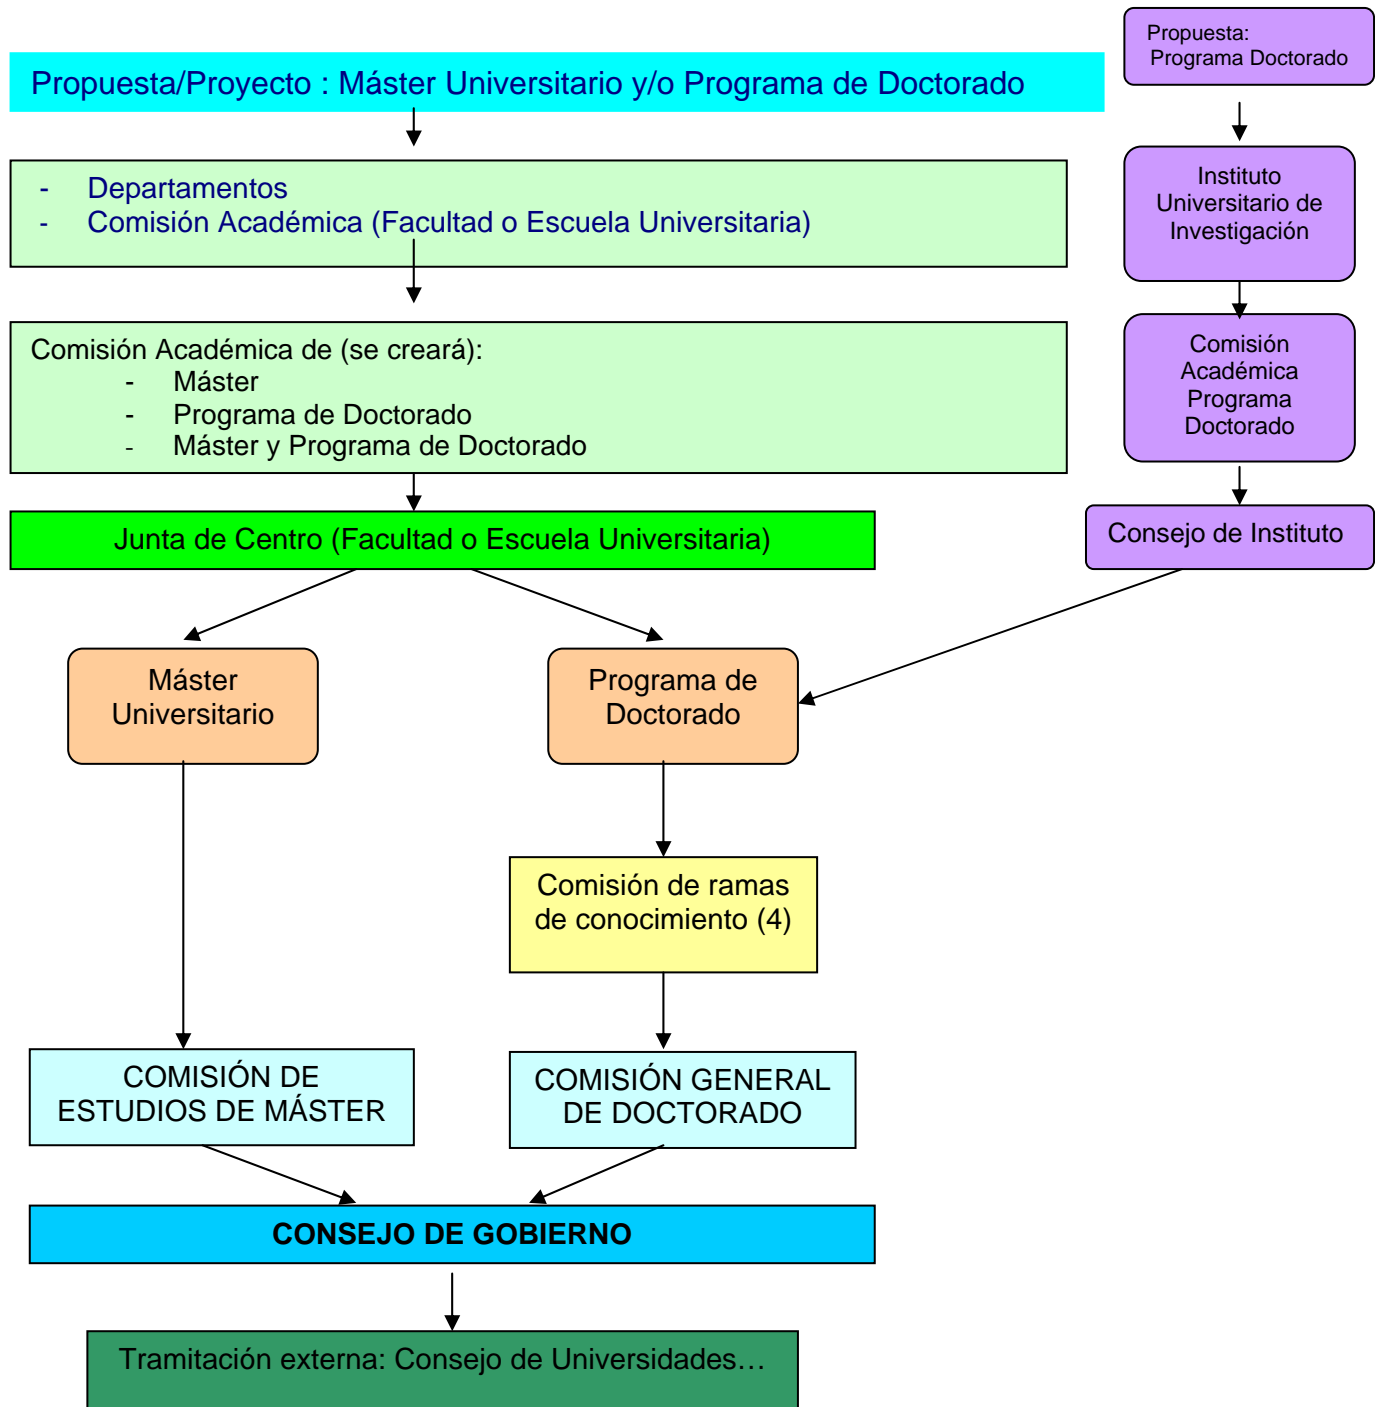 Propuesta/Proyecto : Máster Universitario y/o Programa de Doctorado
- Departamentos
- Comisión Académica (Facultad o Escuela Universitaria)
Comisión Académica de (se creará):
- Máster
- Programa de Doctorado
- Máster y Programa de Doctorado
Junta de Centro (Facultad o Escuela Universitaria)
Propuesta:
Programa Doctorado
Instituto
Universitario de
Investigación
Comisión
Académica
Programa
Doctorado
Consejo de Instituto
Máster
Universitario
Programa de
Doctorado
Comisión de ramas
de conocimiento (4)
COMISIÓN DE
ESTUDIOS DE MÁSTER
COMISIÓN GENERAL
DE DOCTORADO
CONSEJO DE GOBIERNO
Tramitación externa: Consejo de Universidades…